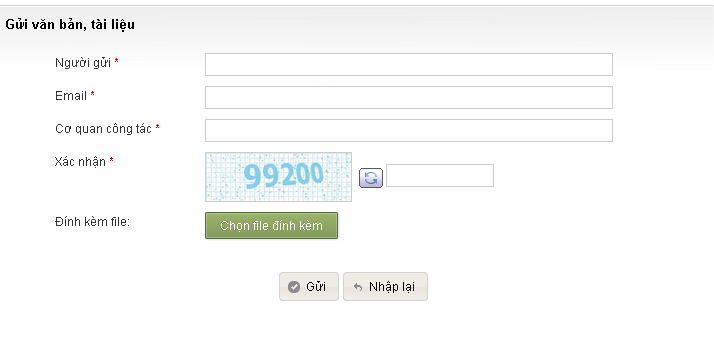 Gửi văn bản, tài liệu
Người gửi *
Email *
Cơ quan công tác *
Xác nhận * 99200
Đính kèm file: Chọn file đính kèm
Gửi Nhập lại